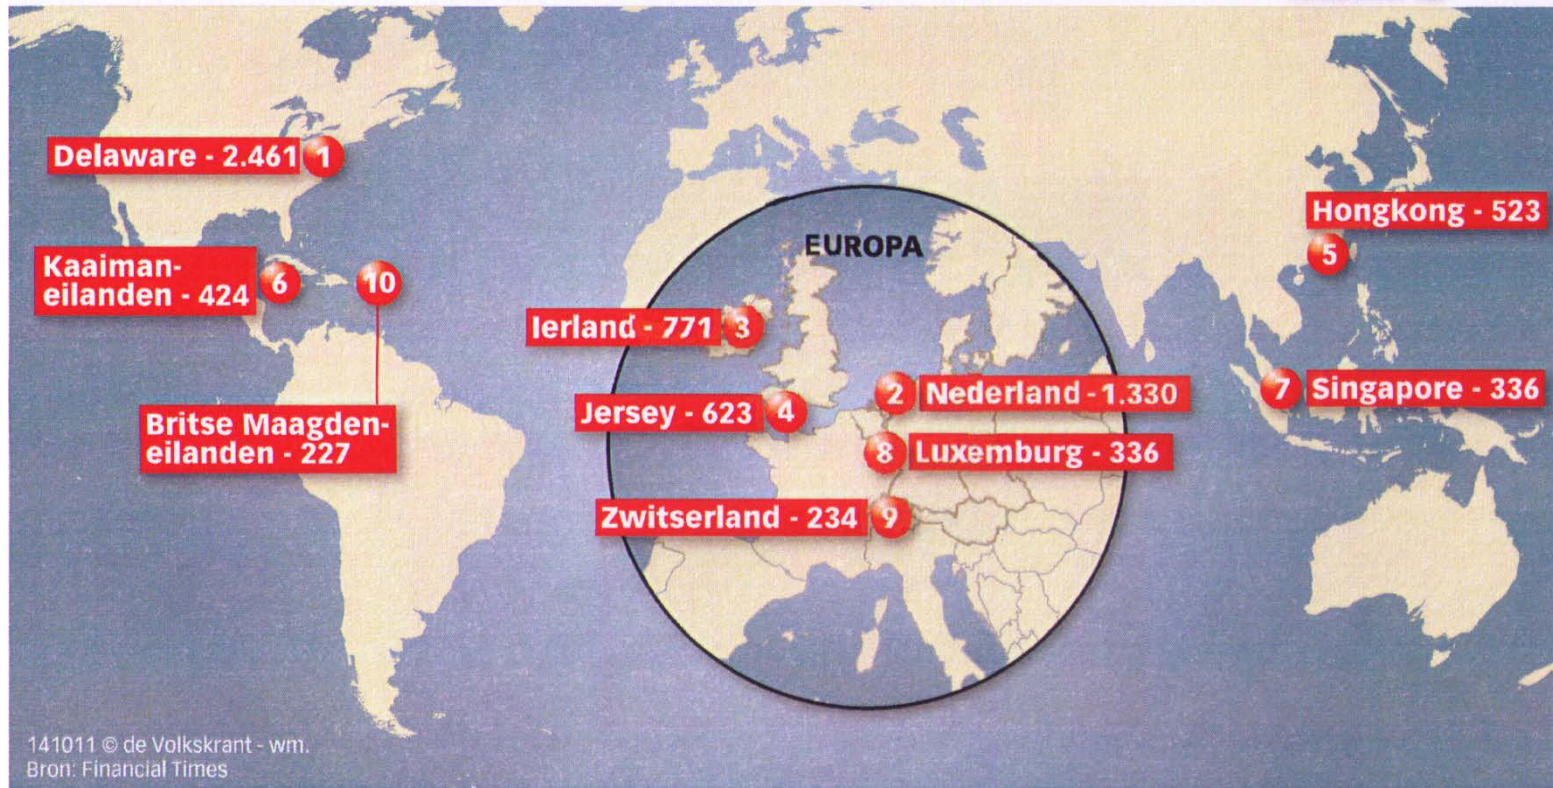 Delaware - 2.461 1
Hongkong - 523
5
EUROPA
Kaaiman-
eilanden - 424 6
10
Ierland - 771 3
2 Nederland - 1.330
7 Singapore - 336
Jersey - 623 4
Britse Maagden-
eilanden - 227
8 Luxemburg - 336
Zwitserland - 234 9
141011 © de Volkskrant - wm.
Bron: Financial Times